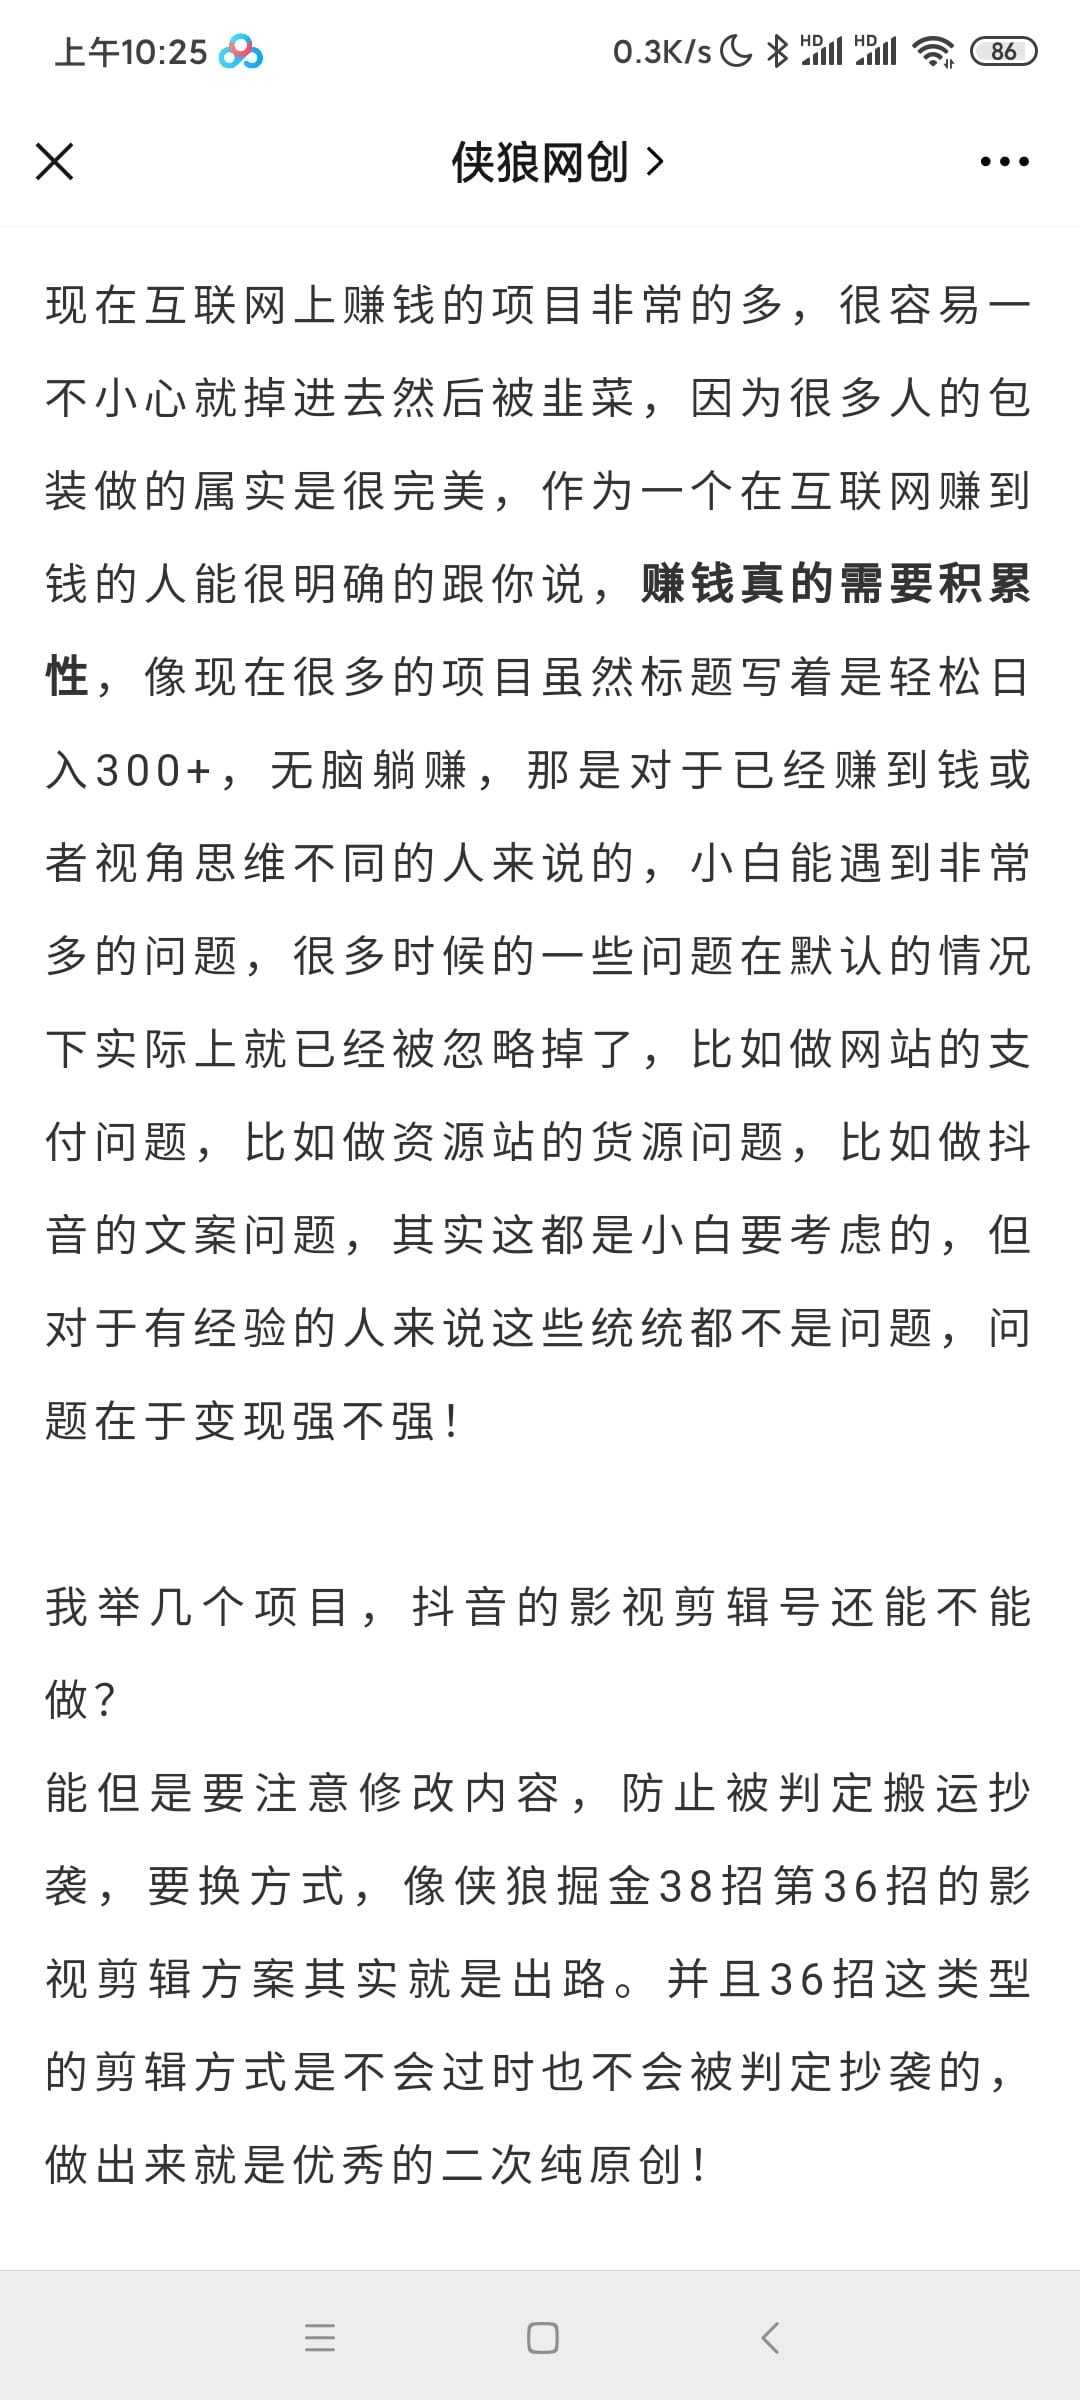 上午10:25 0.3K/s HD HD 86
侠狼网创
现在互联网上赚钱的项目非常的多，很容易一
不小心就掉进去然后被韭菜，因为很多人的包
装做的属实是很完美，作为一个在互联网赚到
钱的人能很明确的跟你说，赚钱真的需要积累
性，像现在很多的项目虽然标题写着是轻松日
入300+，无脑躺赚，那是对于已经赚到钱或
者视角思维不同的人来说的，小白能遇到非常
多的问题，很多时候的一些问题在默认的情况
下实际上就已经被忽略掉了，比如做网站的支
付问题，比如做资源站的货源问题，比如做抖
音的文案问题，其实这都是小白要考虑的，但
对于有经验的人来说这些统统都不是问题，问
题在于变现强不强！
我举几个项目，抖音的影视剪辑号还能不能
做？
能但是要注意修改内容，防止被判定搬运抄
袭，要换方式，像侠狼掘金38招第36招的影
视剪辑方案其实就是出路。并且36招这类型
的剪辑方式是不会过时也不会被判定抄袭的，
做出来就是优秀的二次纯原创！